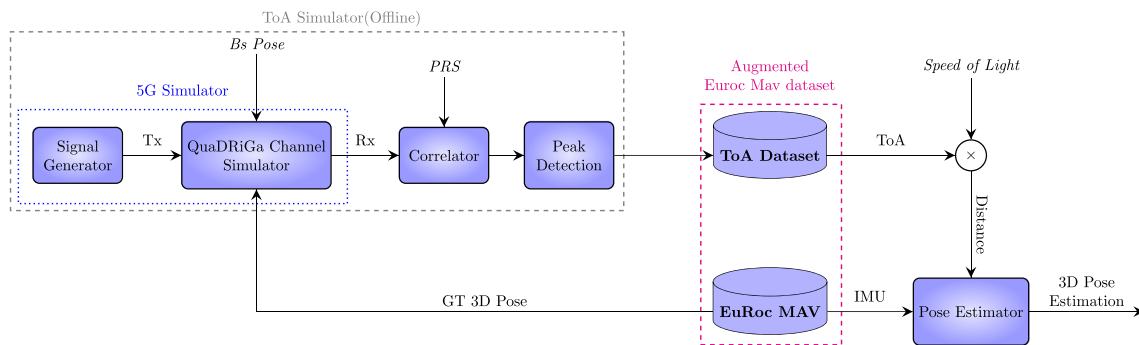 ToA Simulator(Offline)
Bs Pose
PRS
Speed of Light
5G Simulator
Augmented
Euroc Mav dataset
Signal
Generator
Tx
QuaDRiGa Channel
Simulator
Rx
Correlator
Peak
Detection
ToA Dataset
ToA
×
Distance
GT 3D Pose
EuRoc MAV
IMU
Pose Estimator
3D Pose
Estimation